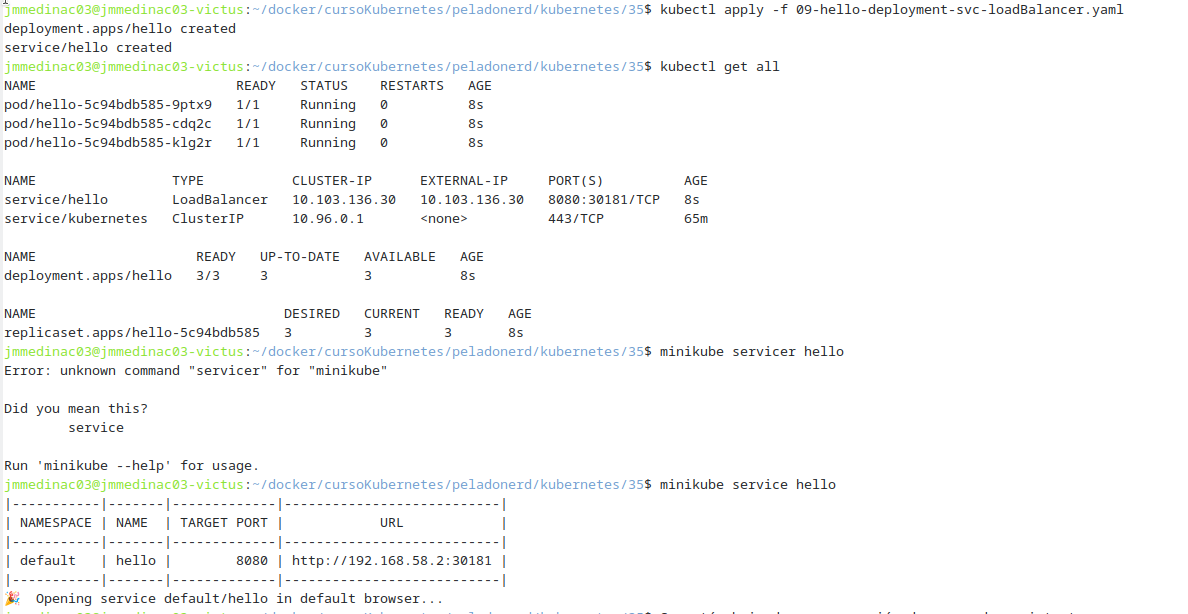 jmmedinac03@jmmedinac03-victus:~/docker/cursoKubernetes/peladonerd/kubernetes/35$ kubectl apply -f 09-hello-deployment-svc-loadBalancer.yaml
deployment.apps/hello created
service/hello created
jmmedinac03@jmmedinac03-victus:~/docker/cursoKubernetes/peladonerd/kubernetes/35$ kubectl get all
NAME                         READY   STATUS    RESTARTS   AGE
pod/hello-5c94bdb585-9ptx9   1/1     Running   0          8s
pod/hello-5c94bdb585-cdq2c   1/1     Running   0          8s
pod/hello-5c94bdb585-klg2r   1/1     Running   0          8s

NAME                 TYPE           CLUSTER-IP      EXTERNAL-IP     PORT(S)          AGE
service/hello        LoadBalancer   10.103.136.30   10.103.136.30   8080:30181/TCP   8s
service/kubernetes   ClusterIP      10.96.0.1       <none>          443/TCP          65m

NAME                    READY   UP-TO-DATE   AVAILABLE   AGE
deployment.apps/hello   3/3     3            3           8s

NAME                               DESIRED   CURRENT   READY   AGE
replicaset.apps/hello-5c94bdb585   3         3         3       8s
jmmedinac03@jmmedinac03-victus:~/docker/cursoKubernetes/peladonerd/kubernetes/35$ minikube servicer hello
Error: unknown command "servicer" for "minikube"

Did you mean this?
        service

Run 'minikube --help' for usage.
jmmedinac03@jmmedinac03-victus:~/docker/cursoKubernetes/peladonerd/kubernetes/35$ minikube service hello
|-----------|-------|-------------|---------------------------|
| NAMESPACE | NAME  | TARGET PORT |            URL            |
|-----------|-------|-------------|---------------------------|
| default   | hello |        8080 | http://192.168.58.2:30181 |
|-----------|-------|-------------|---------------------------|
🎉  Opening service default/hello in default browser...